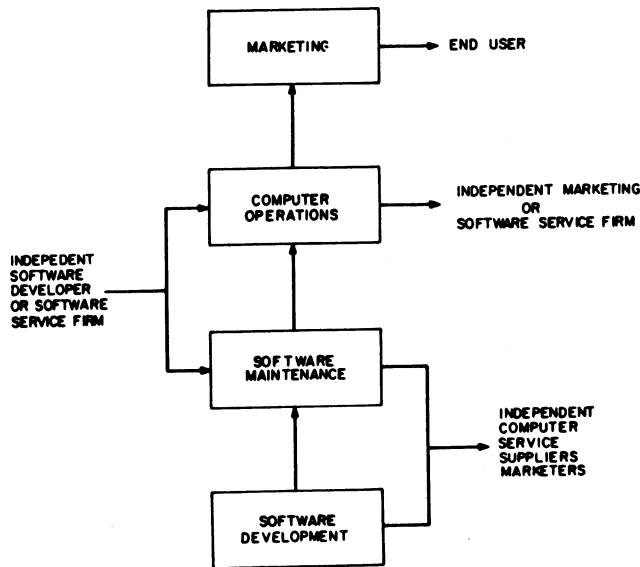 MARKETING
END USER
COMPUTER
OPERATIONS
INDEPENDENT MARKETING
OR
SOFTWARE SERVICE FIRM
INDEPEDENT
SOFTWARE
DEVELOPER
OR SOFTWARE
SERVICE FIRM
SOFTWARE
MAINTENANCE
INDEPENDENT
COMPUTER
SERVICE
SUPPLIERS
MARKETERS
SOFTWARE
DEVELOPMENT